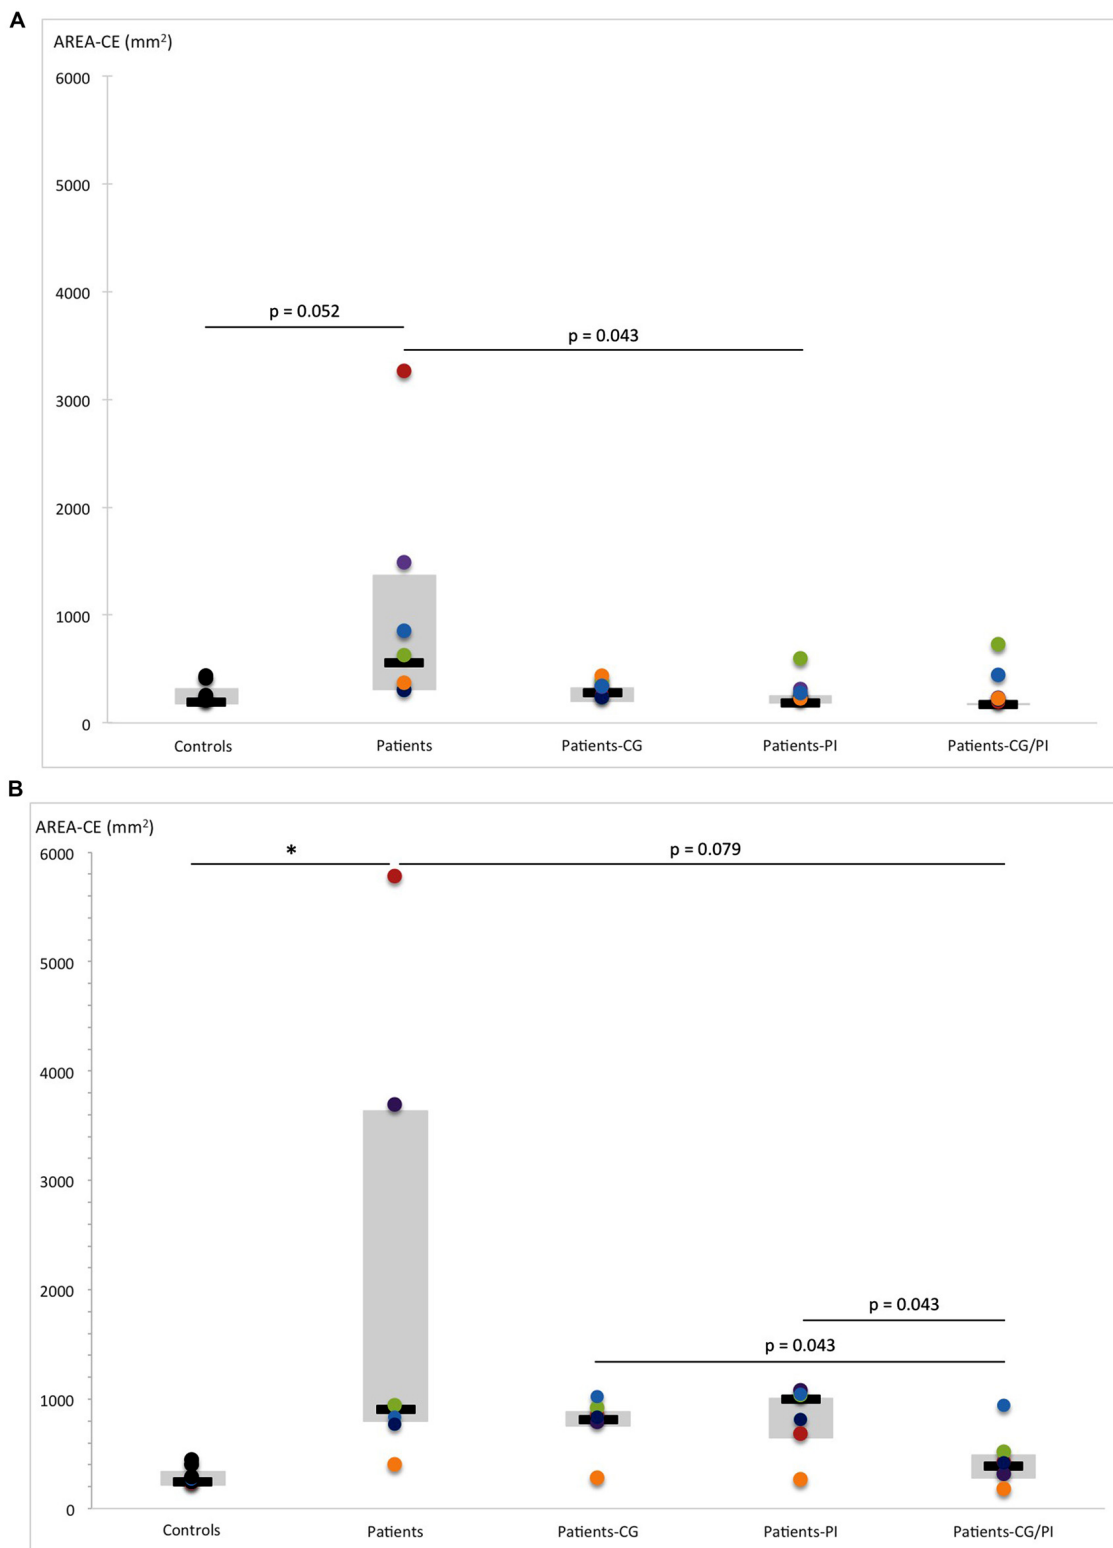 A
AREA-CE (mm²)
6000
5000
4000
3000
2000
1000
0
p = 0.052
p = 0.043
Controls Patients Patients-CG Patients-PI Patients-CG/PI
B
AREA-CE (mm²)
6000
5000
4000
3000
2000
1000
0
*
p = 0.079
p = 0.043
p = 0.043
Controls Patients Patients-CG Patients-PI Patients-CG/PI